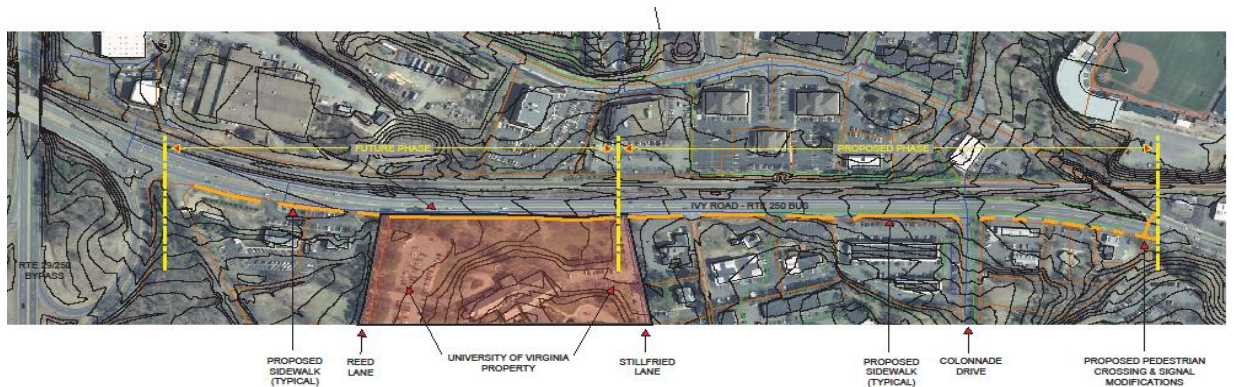 FUTURE PHASE
PROPOSED PHASE
IVY ROAD - RTE 250 BUS
RTE 29/250
BYPASS
PROPOSED
SIDEWALK
(TYPICAL)
REED
LANE
UNIVERSITY OF VIRGINIA
PROPERTY
STILLFRIED
LANE
PROPOSED
SIDEWALK
(TYPICAL)
COLONNADE
DRIVE
PROPOSED PEDESTRIAN
CROSSING & SIGNAL
MODIFICATIONS